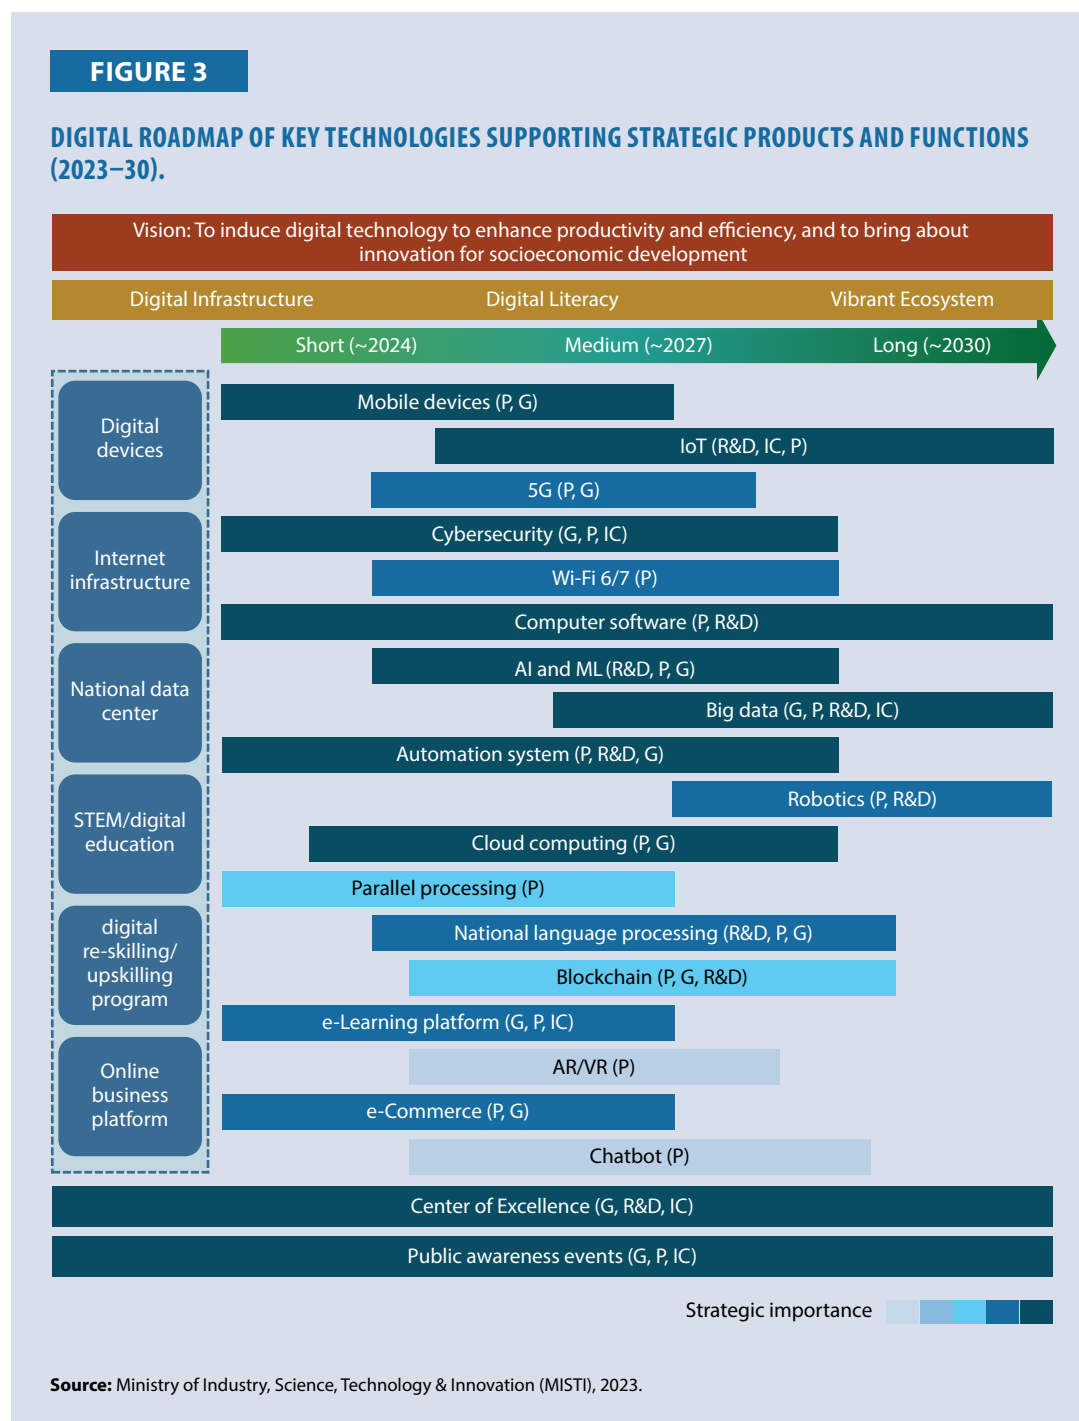 FIGURE 3
DIGITAL ROADMAP OF KEY TECHNOLOGIES SUPPORTING STRATEGIC PRODUCTS AND FUNCTIONS
(2023–30).
Vision: To induce digital technology to enhance productivity and efficiency, and to bring about
innovation for socioeconomic development
Digital Infrastructure
Digital Literacy
Vibrant Ecosystem
Short (~2024)
Medium (~2027)
Long (~2030)
Digital
devices
Internet
infrastructure
National data
center
STEM/digital
education
digital
re-skilling/
upskilling
program
Online
business
platform
Mobile devices (P, G)
IoT (R&D, IC, P)
5G (P, G)
Cybersecurity (G, P, IC)
Wi-Fi 6/7 (P)
Computer software (P, R&D)
AI and ML (R&D, P, G)
Big data (G, P, R&D, IC)
Automation system (P, R&D, G)
Robotics (P, R&D)
Cloud computing (P, G)
Parallel processing (P)
National language processing (R&D, P, G)
Blockchain (P, G, R&D)
e-Learning platform (G, P, IC)
AR/VR (P)
e-Commerce (P, G)
Chatbot (P)
Center of Excellence (G, R&D, IC)
Public awareness events (G, P, IC)
Strategic importance
Source: Ministry of Industry, Science, Technology & Innovation (MISTI), 2023.